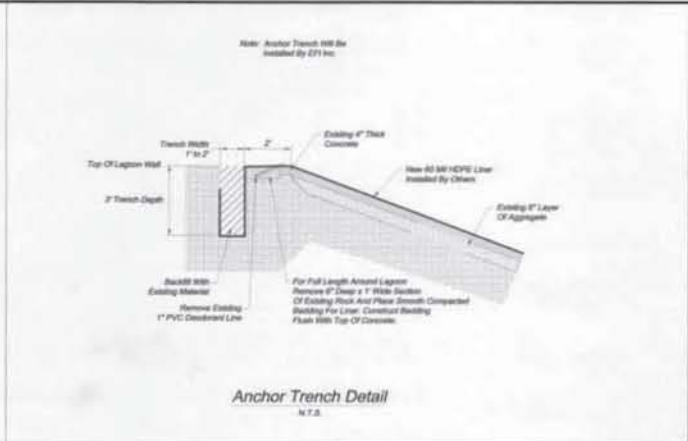 Note: Anchor Trench Will Be
Installed By EFI Inc.
Trench Width
1' to 2'
2'
Existing 4" Thick
Concrete
Top Of Lagoon Wall
New 60 Mil HDPE Liner
Installed By Others
3' Trench Depth
Existing 6" Layer
Of Aggregate
Backfill With
Existing Material
Remove Existing
1" PVC Deodorant Line
For Full Length Around Lagoon
Remove 6" Deep x 1' Wide Section
Of Existing Rock And Place Smooth Compacted
Bedding For Liner. Construct Bedding
Flush With Top Of Concrete.
Anchor Trench Detail
N.T.S.